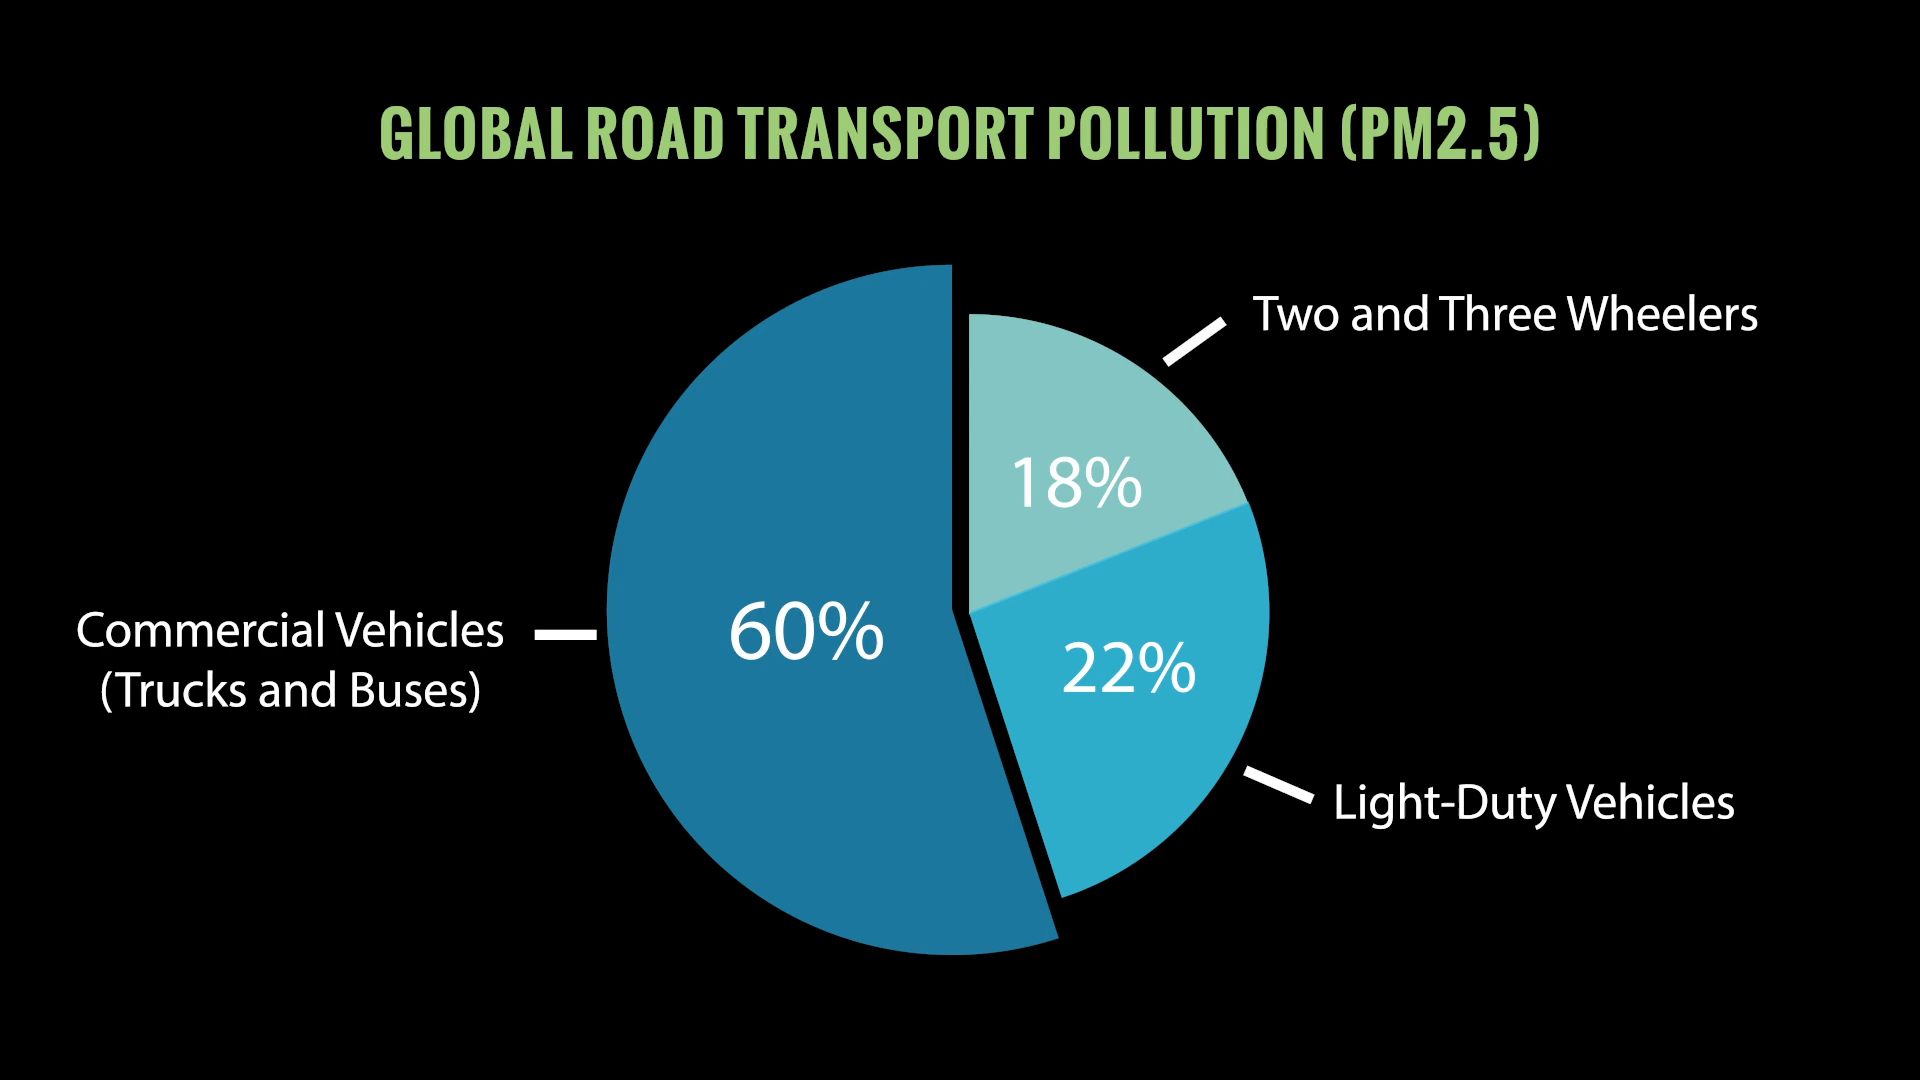 GLOBAL ROAD TRANSPORT POLLUTION (PM2.5)
Two and Three Wheelers
18%
60%
Commercial Vehicles
(Trucks and Buses)
22%
Light-Duty Vehicles